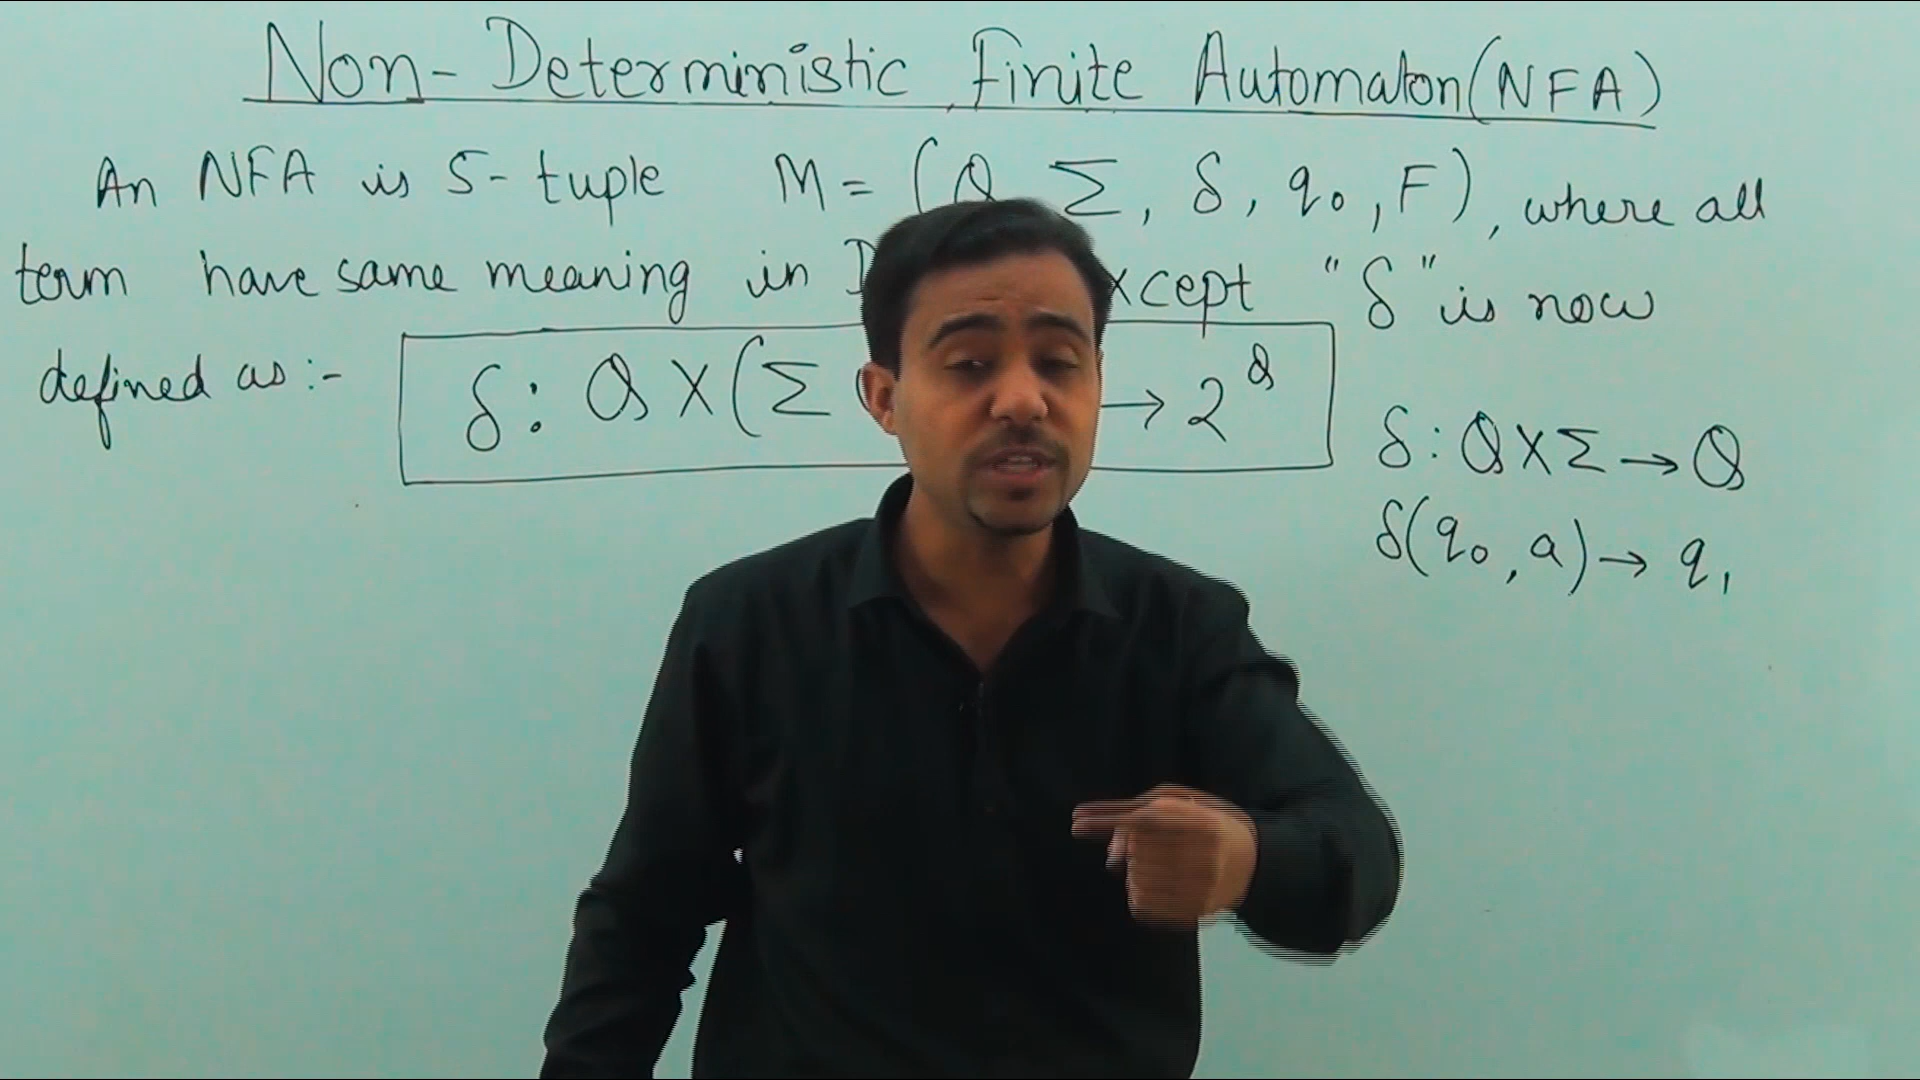 Non-Deterministic Finite Automaton(NFA)
An NFA is 5-tuple M = (Q Σ, δ, q₀, F), where all
term have same meaning in except "δ" is now
defined as :- δ: Q X (Σ → 2^Q
δ: Q X Σ → Q
δ(q₀, a) → q₁